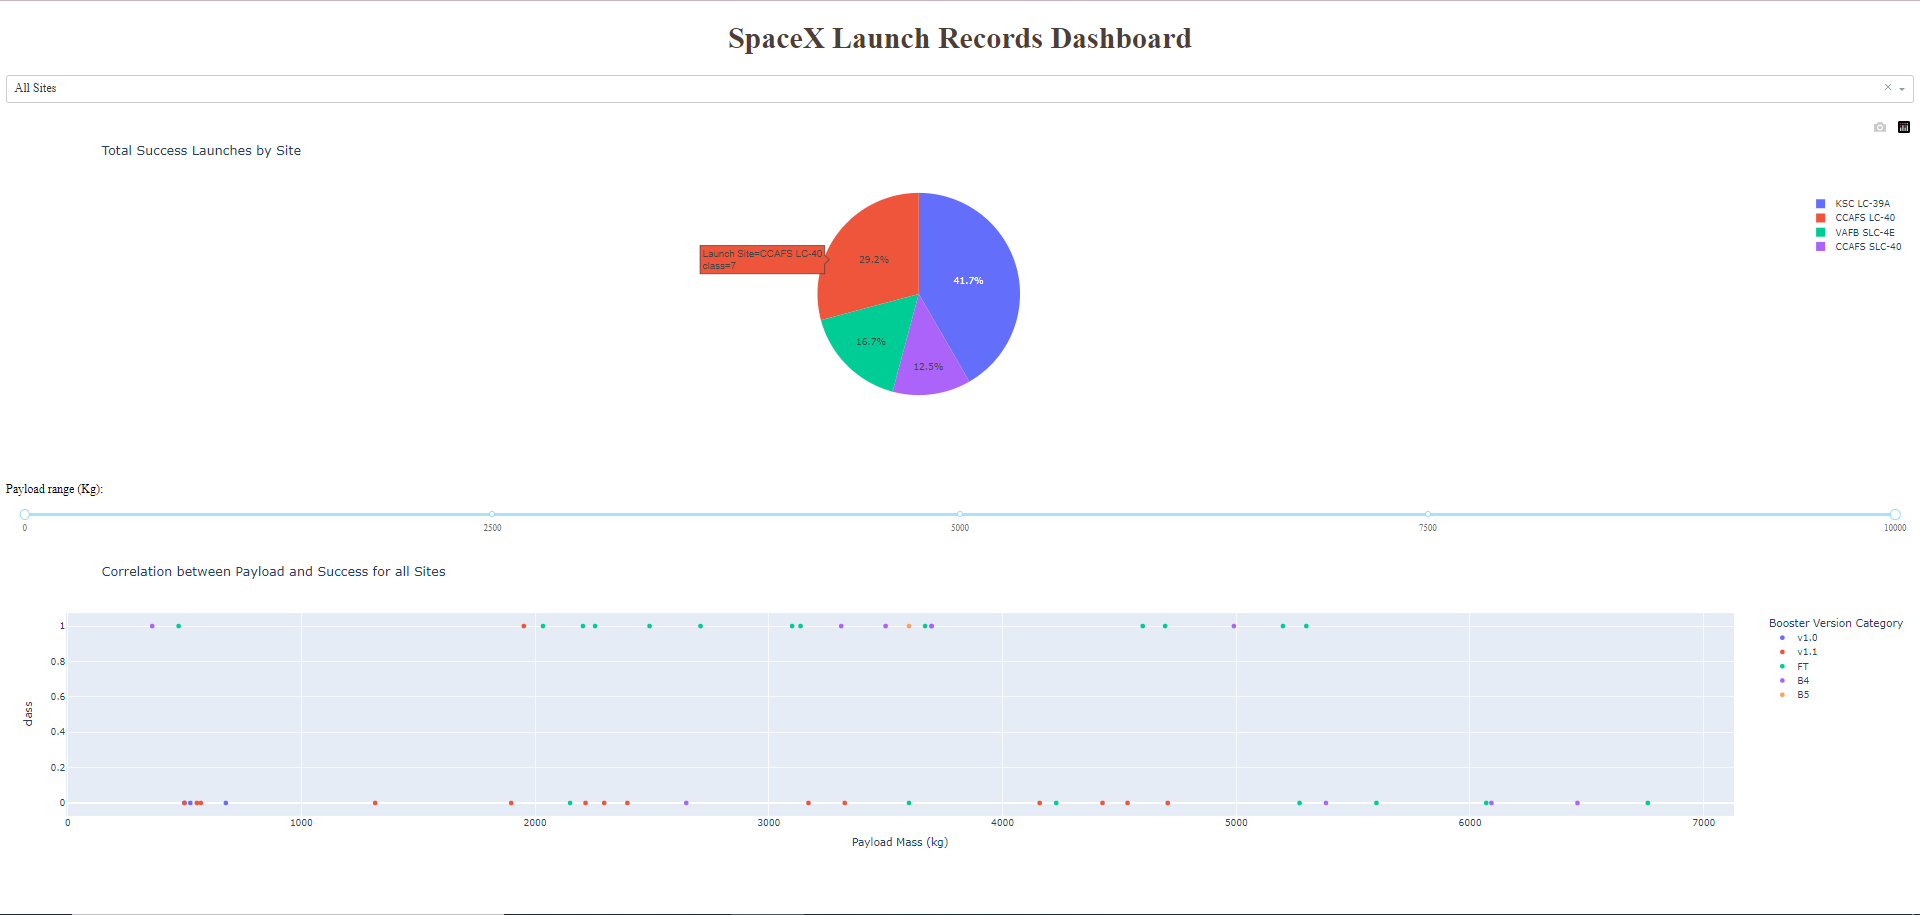 SpaceX Launch Records Dashboard
All Sites
×
Total Success Launches by Site
KSC LC-39A
CCAFS LC-40
VAFB SLC-4E
CCAFS SLC-40
Launch Site=CCAFS LC-40
class=7
29.2%
41.7%
16.7%
12.5%
Payload range (Kg):
0 2500 5000 7500 10000
Correlation between Payload and Success for all Sites
Booster Version Category
v1.0
v1.1
FT
B4
B5
1
0.8
0.6
0.4
0.2
0
class
0 1000 2000 3000 4000 5000 6000 7000
Payload Mass (kg)